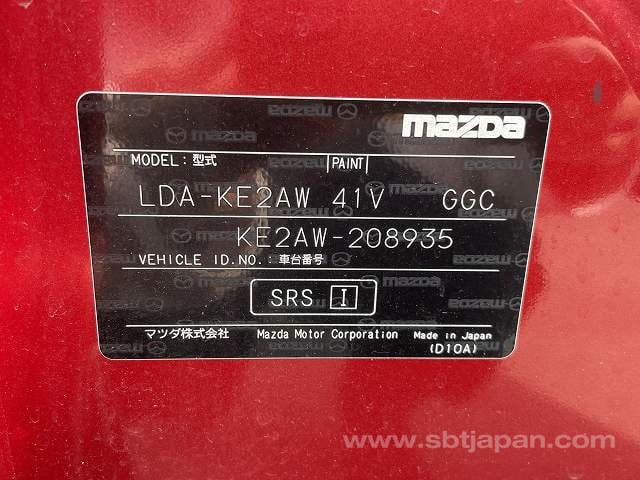 mazda
MODEL: 型式 PAINT
LDA-KE2AW 41V GGC
KE2AW-208935
VEHICLE ID.NO.: 車台番号
SRS I
マツダ株式会社 Mazda Motor Corporation Made in Japan
(D10A)
www.sbtjapan.com